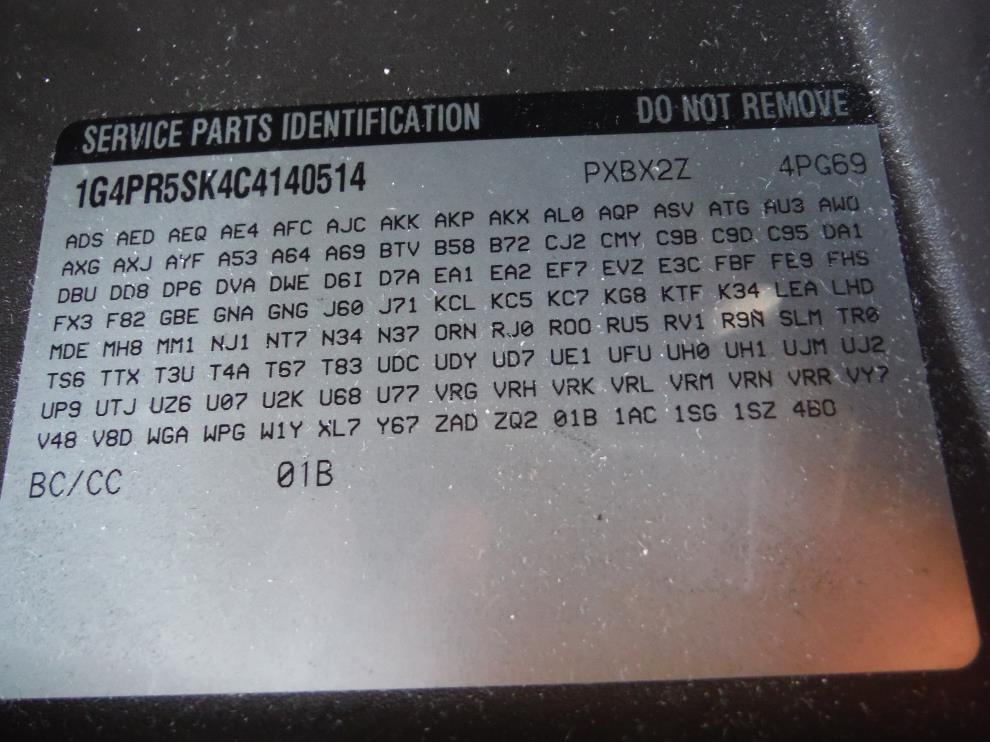 SERVICE PARTS IDENTIFICATION DO NOT REMOVE
1G4PR5SK4C4140514 PXBX2Z 4PG69
ADS AED AEQ AE4 AFC AJC AKK AKP AKX AL0 AQP ASV ATG AU3 AWO
AXG AXJ AYF A53 A64 A69 BTV B58 B72 CJ2 CMY C9B C9D C95 DA1
DBU DD8 DP6 DVA DWE D6I D7A EA1 EA2 EF7 EVZ E3C FBF FE9 FHS
FX3 F82 GBE GNA GNG J60 J71 KCL KC5 KC7 KG8 KTF K34 LEA LHD
MDE MH8 MM1 NJ1 NT7 N34 N37 ORN RJ0 ROO RU5 RV1 R9N SLM TR0
TS6 TTX T3U T4A T67 T83 UDC UDY UD7 UE1 UFU UH0 UH1 UJM UJ2
UP9 UTJ UZ6 U07 U2K U68 U77 VRG VRH VRK VRL VRM VRN VRR VY7
V48 V8D WGA WPG W1Y XL7 Y67 ZAD ZQ2 01B 1AC 1SG 1SZ 4B0
BC/CC 01B